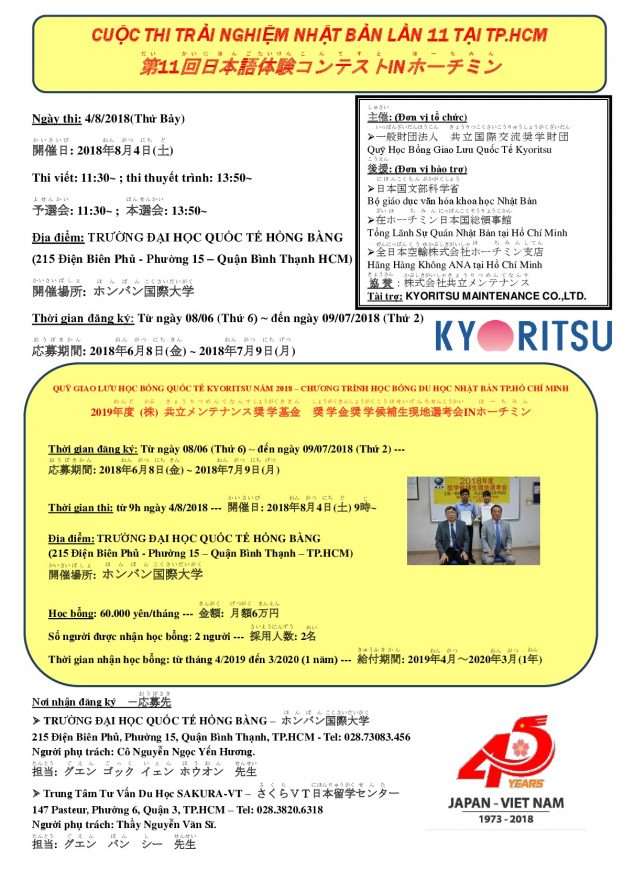 CUỘC THI TRẢI NGHIỆM NHẬT BẢN LẦN 11 TẠI TP.HCM
第11回日本語体験コンテストINホーチミン
Ngày thi: 4/8/2018(Thứ Bảy)
開催日: 2018年8月4日(土)
Thi viết: 11:30~ ; thi thuyết trình: 13:50~
予選会: 11:30~ ; 本選会: 13:50~
Địa điểm: TRƯỜNG ĐẠI HỌC QUỐC TẾ HỒNG BÀNG
(215 Điện Biên Phủ - Phường 15 – Quận Bình Thạnh HCM)
開催場所: ホンバン国際大学
Thời gian đăng ký: Từ ngày 08/06 (Thứ 6) ~ đến ngày 09/07/2018 (Thứ 2)
応募期間: 2018年6月8日(金) ~ 2018年7月9日(月)
主催: (Đơn vị tổ chức)
➢一般財団法人 共立国際交流奨学財団
Quỹ Học Bổng Giao Lưu Quốc Tế Kyoritsu
後援: (Đơn vị bảo trợ)
➢日本国文部科学省
Bộ giáo dục văn hóa khoa học Nhật Bản
➢在ホーチミン日本国総領事館
Tổng Lãnh Sự Quán Nhật Bản tại Hồ Chí Minh
➢全日本空輸株式会社ホーチミン支店
Hãng Hàng Không ANA tại Hồ Chí Minh
協賛：株式会社共立メンテナンス
Tài trợ: KYORITSU MAINTENANCE CO.,LTD.
KYORITSU
QUỸ GIAO LƯU HỌC BỔNG QUỐC TẾ KYORITSU NĂM 2018 – CHƯƠNG TRÌNH HỌC BỔNG DU HỌC NHẬT BẢN TP.HỒ CHÍ MINH
2019年度 (株) 共立メンテナンス奨学基金 奨学金奨学候補生現地選考会INホーチミン
Thời gian đăng ký: Từ ngày 08/06 (Thứ 6) ~ đến ngày 09/07/2018 (Thứ 2) ---
応募期間: 2018年6月8日(金) ~ 2018年7月9日(月)
Thời gian thi: từ 9h ngày 4/8/2018 --- 開催日: 2018年8月4日(土) 9時~
Địa điểm: TRƯỜNG ĐẠI HỌC QUỐC TẾ HỒNG BÀNG
(215 Điện Biên Phủ - Phường 15 – Quận Bình Thạnh – TP.HCM)
開催場所: ホンバン国際大学
Học bổng: 60.000 yên/tháng --- 金額: 月額6万円
Số người được nhận học bổng: 2 người --- 採用人数: 2名
Thời gian nhận học bổng: từ tháng 4/2019 đến 3/2020 (1 năm) --- 給付期間: 2019年4月～2020年3月(1年)
Nơi nhận đăng ký －応募先
➢ TRƯỜNG ĐẠI HỌC QUỐC TẾ HỒNG BÀNG – ホンバン国際大学
215 Điện Biên Phủ, Phường 15, Quận Bình Thạnh, TP.HCM - Tel: 028.73083.456
Người phụ trách: Cô Nguyễn Ngọc Yến Hương.
担当: グエン ゴック イェン ホウオン 先生
➢ Trung Tâm Tư Vấn Du Học SAKURA-VT – さくらＶＴ日本留学センター
147 Pasteur, Phường 6, Quận 3, TP.HCM – Tel: 028.3820.6318
Người phụ trách: Thầy Nguyễn Văn Sĩ.
担当: グエン バン シー 先生
45
YEARS
JAPAN - VIET NAM
1973 - 2018